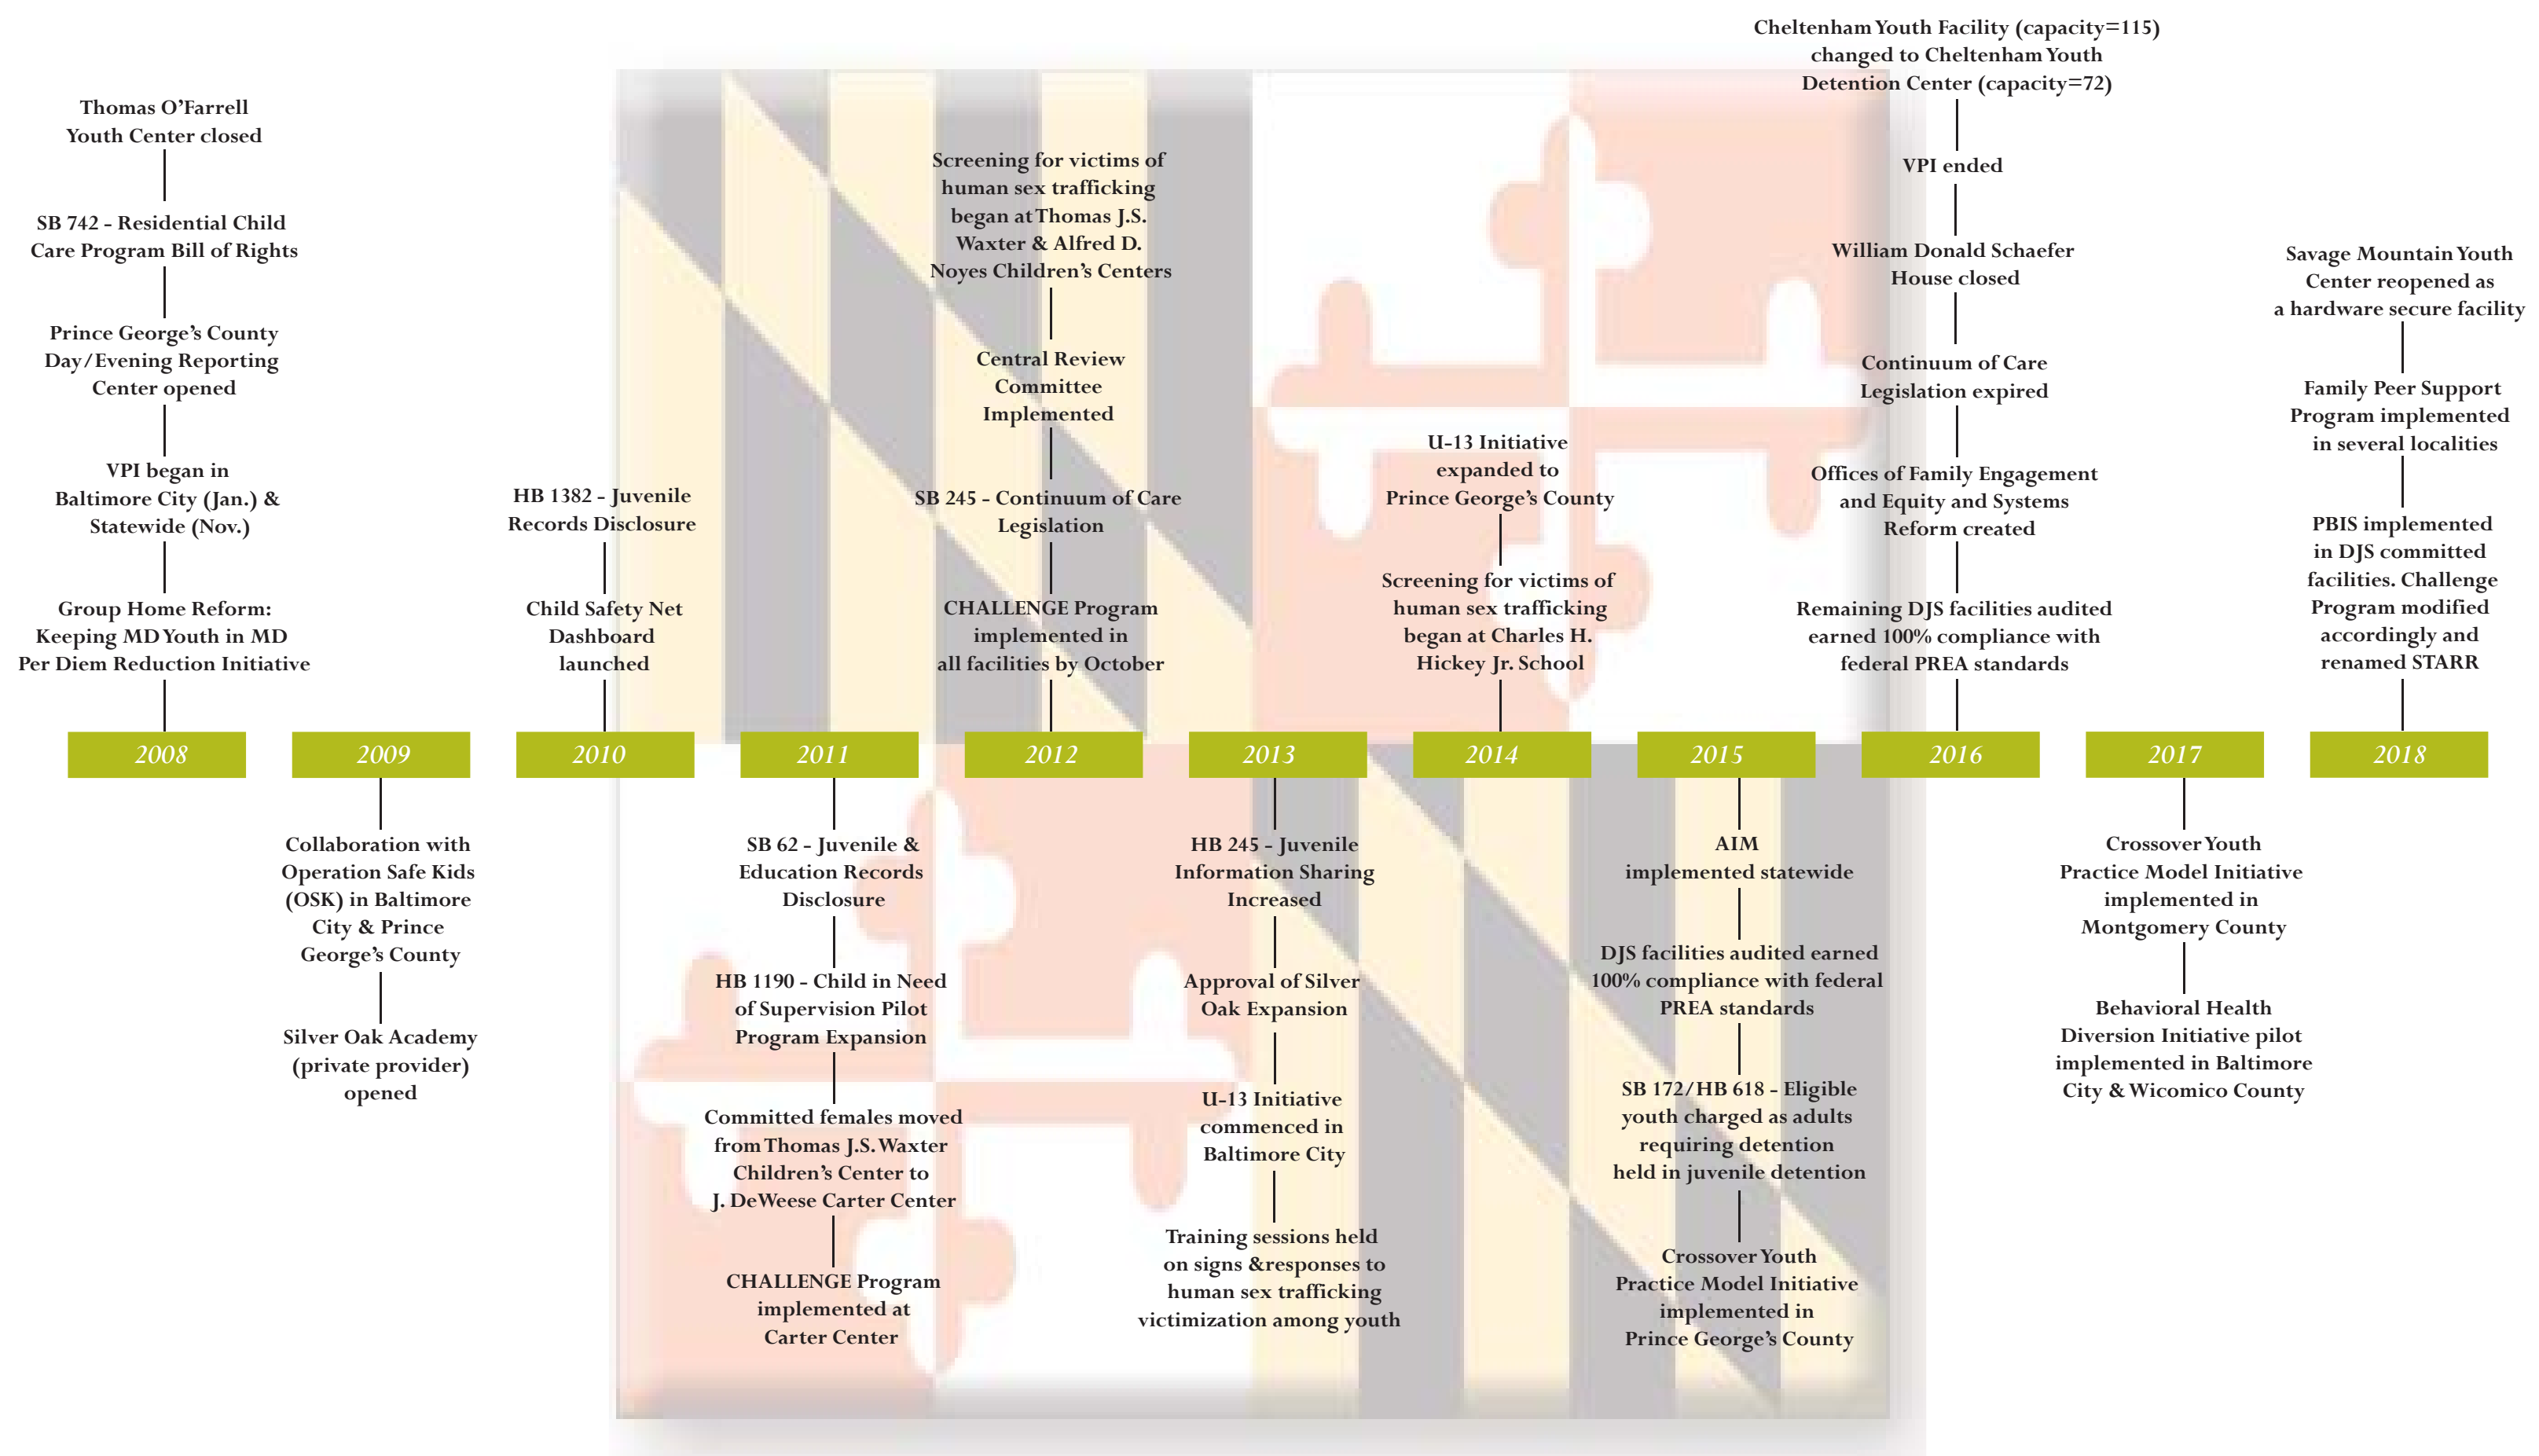 Thomas O’Farrell
Youth Center closed
SB 742 - Residential Child
Care Program Bill of Rights
Prince George’s County
Day/Evening Reporting
Center opened
VPI began in
Baltimore City (Jan.) &
Statewide (Nov.)
Group Home Reform:
Keeping MD Youth in MD
Per Diem Reduction Initiative
2008
2009
Collaboration with
Operation Safe Kids
(OSK) in Baltimore
City & Prince
George’s County
Silver Oak Academy
(private provider)
opened
HB 1382 - Juvenile
Records Disclosure
Child Safety Net
Dashboard
launched
2010
2011
SB 62 - Juvenile &
Education Records
Disclosure
HB 1190 - Child in Need
of Supervision Pilot
Program Expansion
Committed females moved
from Thomas J.S. Waxter
Children’s Center to
J. DeWeese Carter Center
CHALLENGE Program
implemented at
Carter Center
Screening for victims of
human sex trafficking
began at Thomas J.S.
Waxter & Alfred D.
Noyes Children’s Centers
Central Review
Committee
Implemented
SB 245 - Continuum of Care
Legislation
CHALLENGE Program
implemented in
all facilities by October
2012
2013
HB 245 - Juvenile
Information Sharing
Increased
Approval of Silver
Oak Expansion
U-13 Initiative
commenced in
Baltimore City
Training sessions held
on signs &responses to
human sex trafficking
victimization among youth
U-13 Initiative
expanded to
Prince George’s County
Screening for victims of
human sex trafficking
began at Charles H.
Hickey Jr. School
2014
2015
AIM
implemented statewide
DJS facilities audited earned
100% compliance with federal
PREA standards
SB 172/HB 618 - Eligible
youth charged as adults
requiring detention
held in juvenile detention
Crossover Youth
Practice Model Initiative
implemented in
Prince George’s County
Cheltenham Youth Facility (capacity=115)
changed to Cheltenham Youth
Detention Center (capacity=72)
VPI ended
William Donald Schaefer
House closed
Continuum of Care
Legislation expired
Offices of Family Engagement
and Equity and Systems
Reform created
Remaining DJS facilities audited
earned 100% compliance with
federal PREA standards
2016
2017
Crossover Youth
Practice Model Initiative
implemented in
Montgomery County
Behavioral Health
Diversion Initiative pilot
implemented in Baltimore
City & Wicomico County
Savage Mountain Youth
Center reopened as
a hardware secure facility
Family Peer Support
Program implemented
in several localities
PBIS implemented
in DJS committed
facilities. Challenge
Program modified
accordingly and
renamed STARR
2018